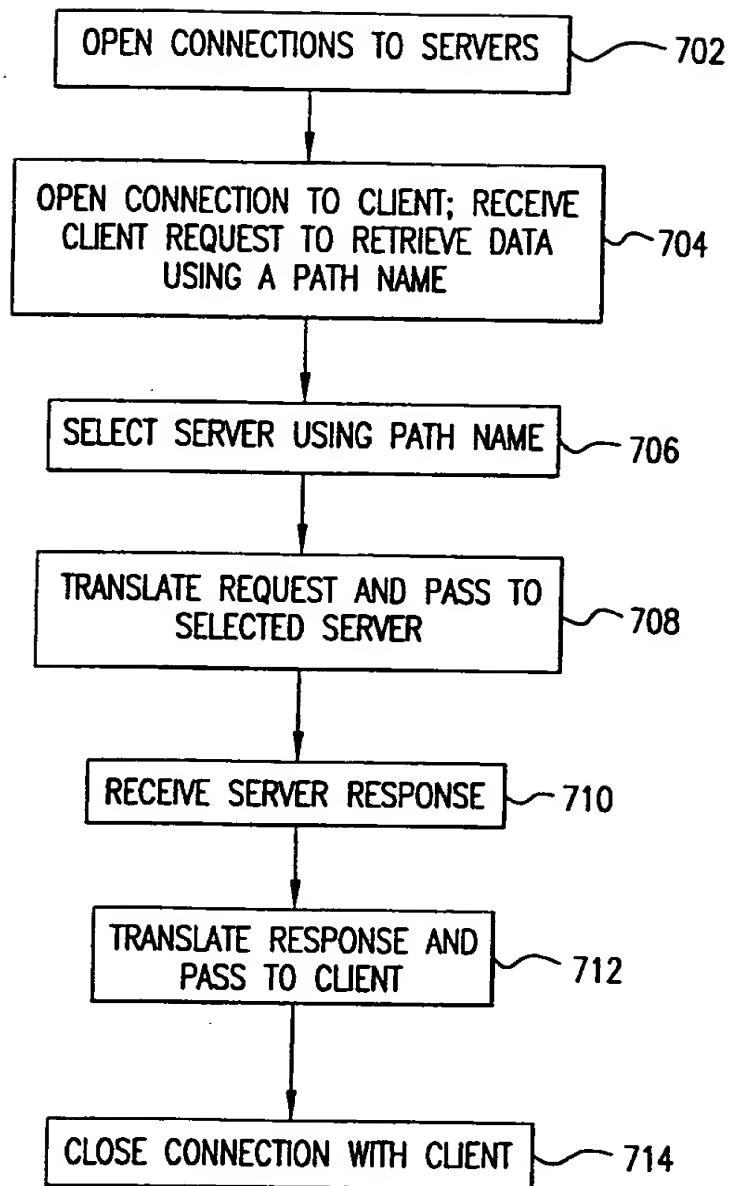 OPEN CONNECTIONS TO SERVERS
702
OPEN CONNECTION TO CLIENT; RECEIVE
CLIENT REQUEST TO RETRIEVE DATA
USING A PATH NAME
704
SELECT SERVER USING PATH NAME
706
TRANSLATE REQUEST AND PASS TO
SELECTED SERVER
708
RECEIVE SERVER RESPONSE
710
TRANSLATE RESPONSE AND
PASS TO CLIENT
712
CLOSE CONNECTION WITH CLIENT
714